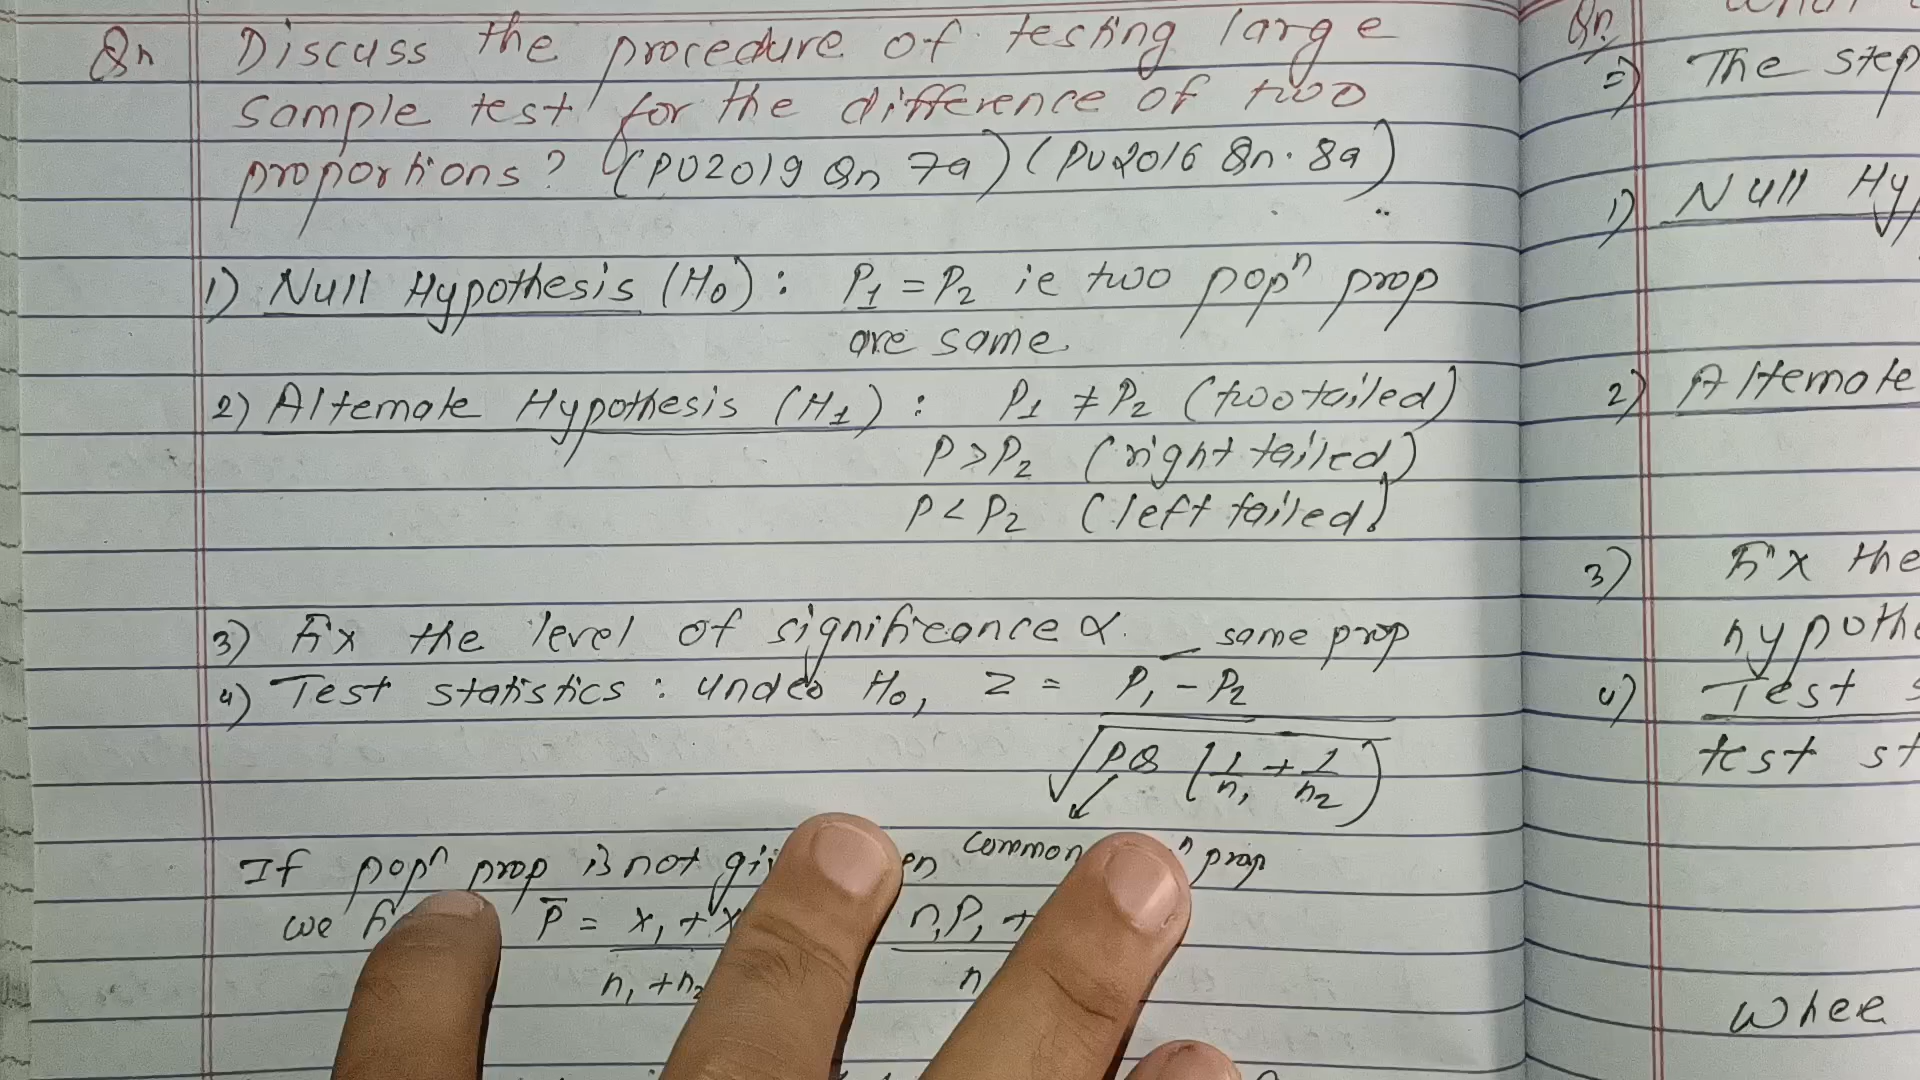 Qn Discuss the procedure of testing large
sample test for the difference of two
proportions? (PU2019 Qn 7a) (PU2016 Qn. 8a)
1) Null Hypothesis (H₀) : P₁ = P₂ ie two popⁿ prop
are same
2) Alternate Hypothesis (H₁) : P₁ ≠ P₂ (two tailed)
P > P₂ (right tailed)
P < P₂ (left tailed)
3) Fix the level of significance α.
same prop
4) Test statistics : under H₀, Z = P₁ - P₂
√PQ (1/n₁ + 1/n₂)
common prop
If popⁿ prop is not
we P̄ = x₁ + x n₁P₁ +
n₁ + n₂ n
Qn.
=) The step
1) Null Hy
2) Alternate
3) Fix the
hypothe
4) Test s
test st
Whee